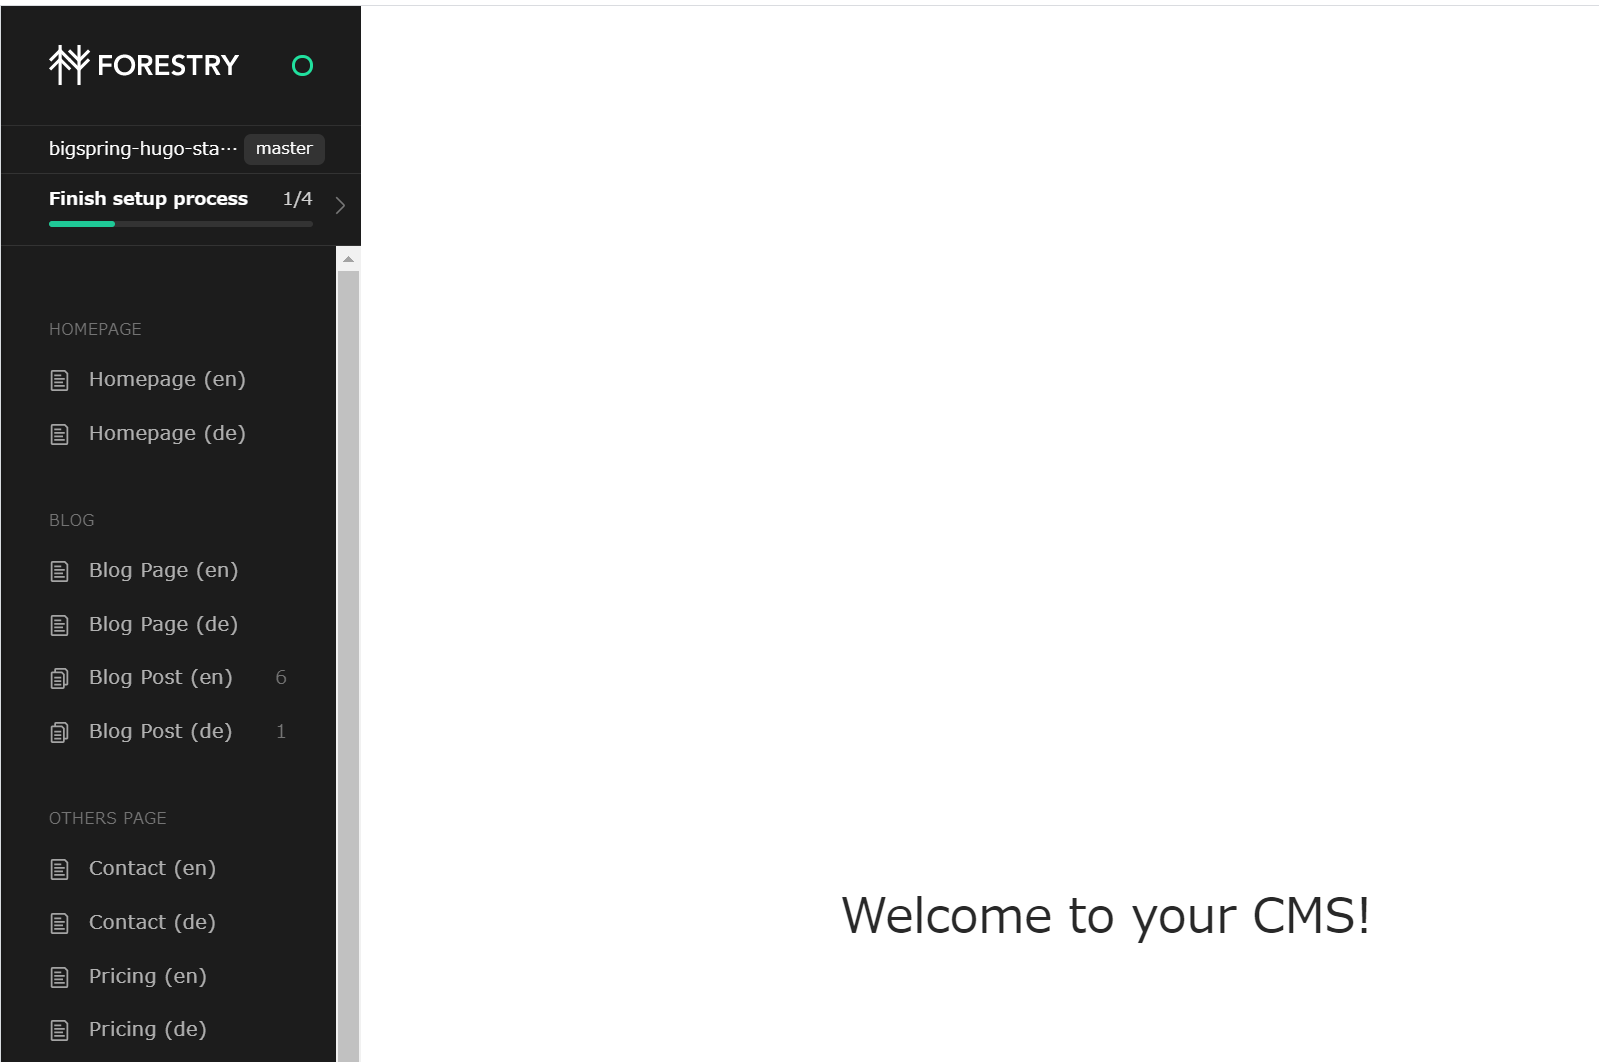 FORESTRY
bigspring-hugo-sta··· master
Finish setup process 1/4
HOMEPAGE
Homepage (en)
Homepage (de)
BLOG
Blog Page (en)
Blog Page (de)
Blog Post (en) 6
Blog Post (de) 1
OTHERS PAGE
Contact (en)
Contact (de)
Pricing (en)
Pricing (de)
Welcome to your CMS!